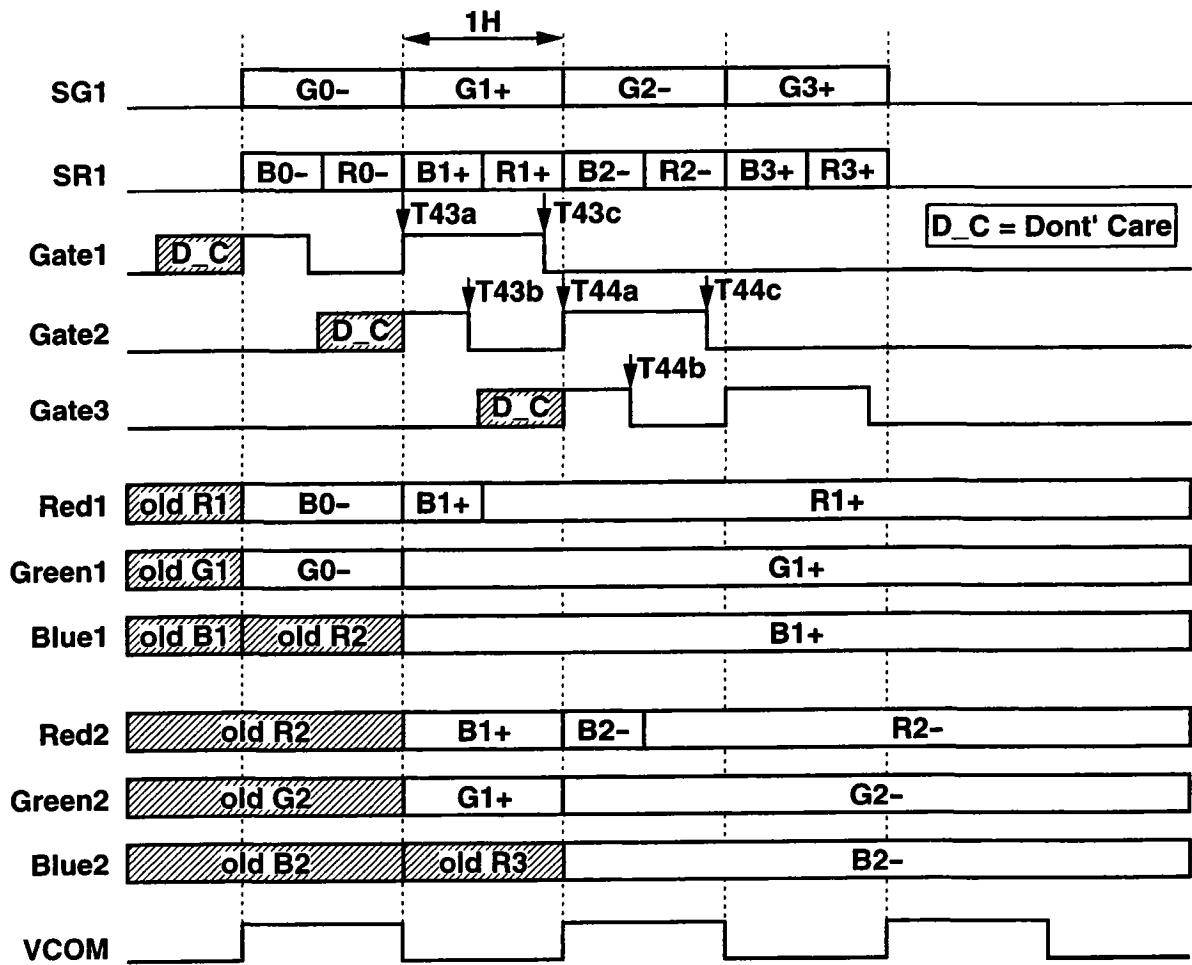 1H
SG1 G0- G1+ G2- G3+
SR1 B0- R0- B1+ R1+ B2- R2- B3+ R3+
T43a T43c
D_C = Dont' Care
Gate1 D_C
T43b T44a T44c
Gate2 D_C
T44b
Gate3 D_C
Red1 old R1 B0- B1+ R1+
Green1 old G1 G0- G1+
Blue1 old B1 old R2 B1+
Red2 old R2 B1+ B2- R2-
Green2 old G2 G1+ G2-
Blue2 old B2 old R3 B2-
VCOM